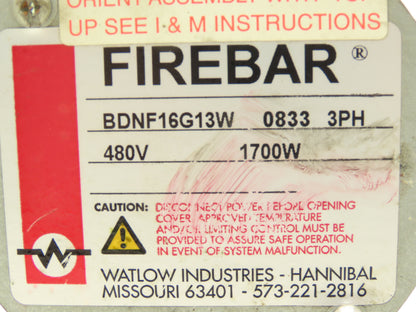 ORIENT ASSEMBLY WITH
UP SEE I & M INSTRUCTIONS
FIREBAR ®
BDNF16G13W 0833 3PH
480V 1700W
CAUTION: DISCONNECT POWER BEFORE OPENING
COVER. APPROVED TEMPERATURE
AND/OR LIMITING CONTROL MUST BE
PROVIDED TO ASSURE SAFE OPERATION
IN EVENT OF SYSTEM MALFUNCTION.
WATLOW INDUSTRIES - HANNIBAL
MISSOURI 63401 - 573-221-2816